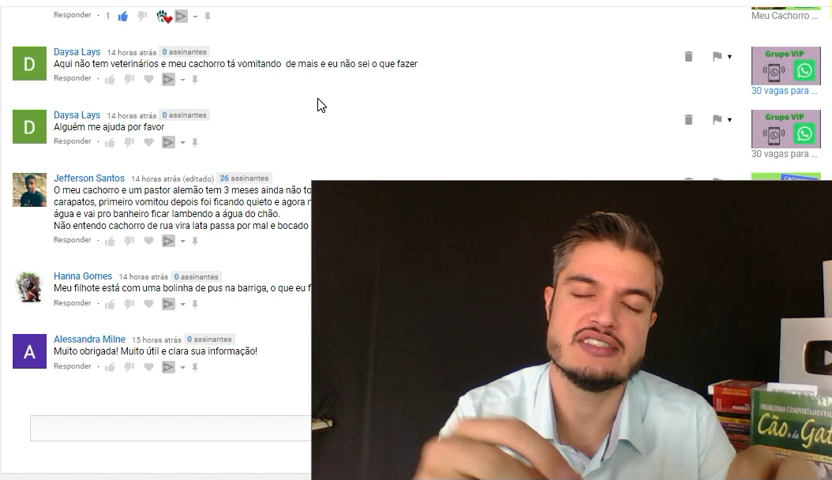 Responder · 1
Meu Cachorro ...
Daysa Lays 14 horas atrás 0 assinantes
Aqui não tem veterinários e meu cachorro tá vomitando de mais e eu não sei o que fazer
Responder ·
Grupo VIP
30 vagas para ...
Daysa Lays 14 horas atrás 0 assinantes
Alguém me ajuda por favor
Responder ·
Grupo VIP
30 vagas para ...
Jefferson Santos 14 horas atrás (editado) 26 assinantes
O meu cachorro e um pastor alemão tem 3 meses ainda não to
carapatos, primeiro vomitou depois foi ficando quieto e agora
água e vai pro banheiro ficar lambendo a água do chão.
Não entendo cachorro de rua vira lata passa por mal e bocado
Responder ·
Hanna Gomes 14 horas atrás 0 assinantes
Meu filhote está com uma bolinha de pus na barriga, o que eu
Responder ·
Alessandra Milne 15 horas atrás 0 assinantes
Muito obrigada! Muito útil e clara sua informação!
Responder ·
D
D
A
PROBLEMAS COMPORTAMENTAIS
Cão e do Gat